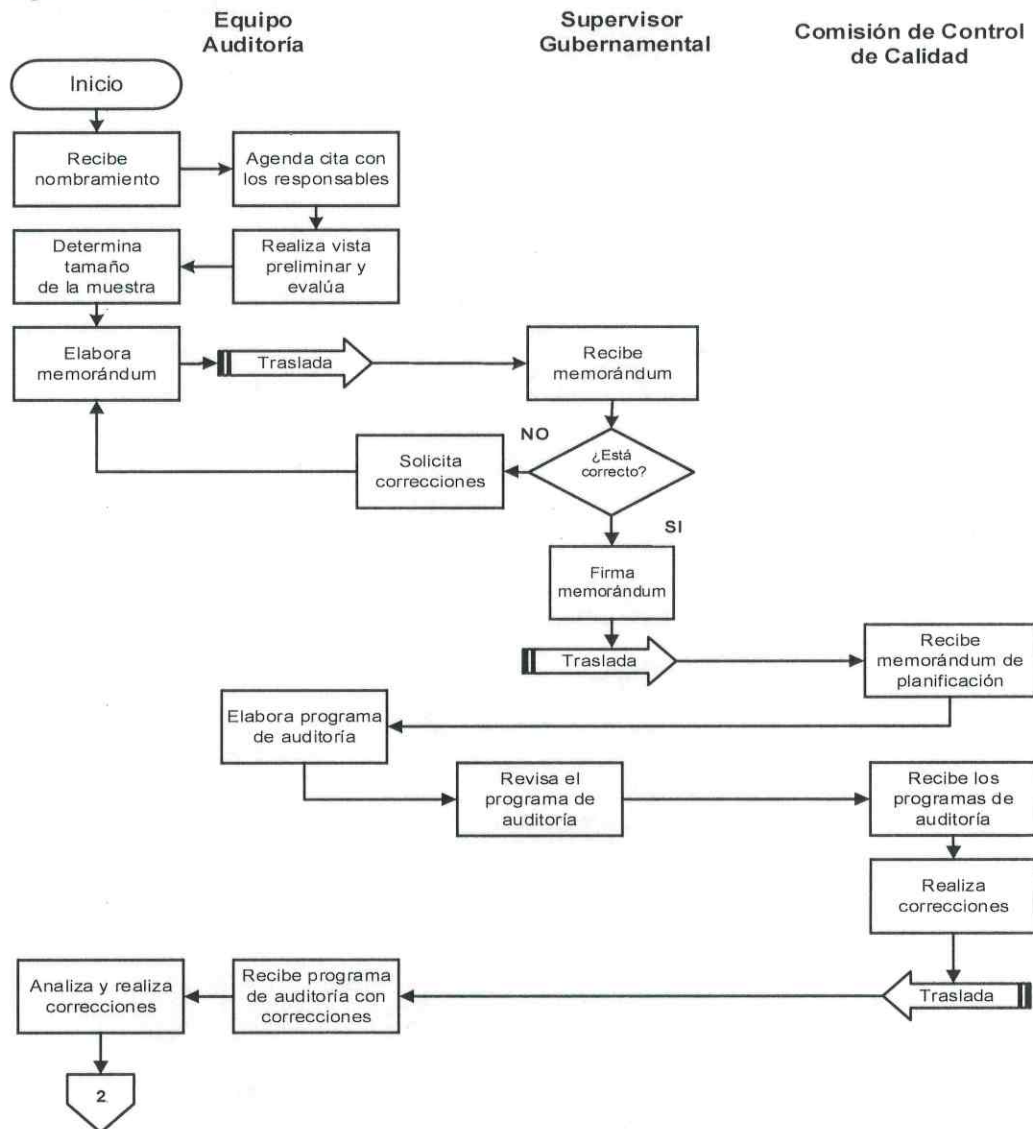 Equipo
Auditoría
Supervisor
Gubernamental
Comisión de Control
de Calidad
Inicio
Recibe
nombramiento
Agenda cita con
los responsables
Determina
tamaño
de la muestra
Realiza vista
preliminar y
evalúa
Elabora
memorándum
Traslada
Recibe
memorándum
NO
¿Está
correcto?
Solicita
correcciones
SI
Firma
memorándum
Traslada
Recibe
memorándum de
planificación
Elabora programa
de auditoría
Revisa el
programa de
auditoría
Recibe los
programas de
auditoría
Realiza
correcciones
Analiza y realiza
correcciones
Recibe programa
de auditoría con
correcciones
Traslada
2